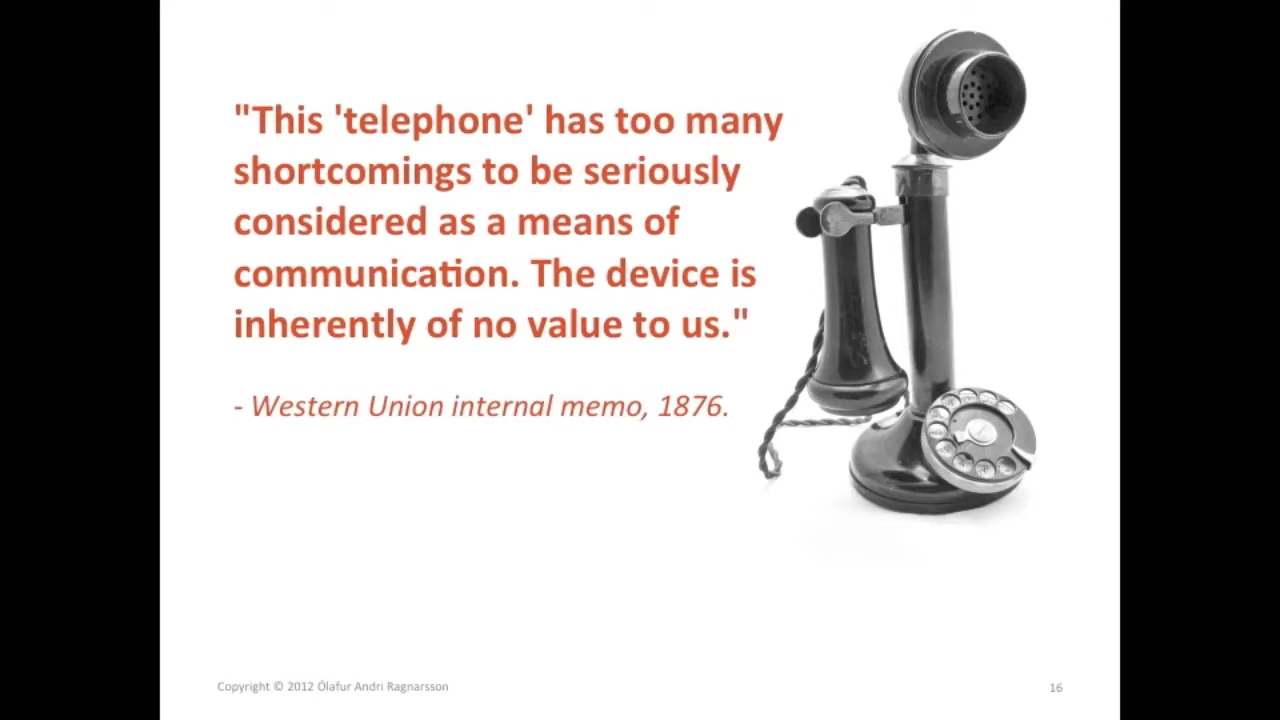 "This 'telephone' has too many
shortcomings to be seriously
considered as a means of
communication. The device is
inherently of no value to us."
- Western Union internal memo, 1876.
Copyright © 2012 Ólafur Andri Ragnarsson
16